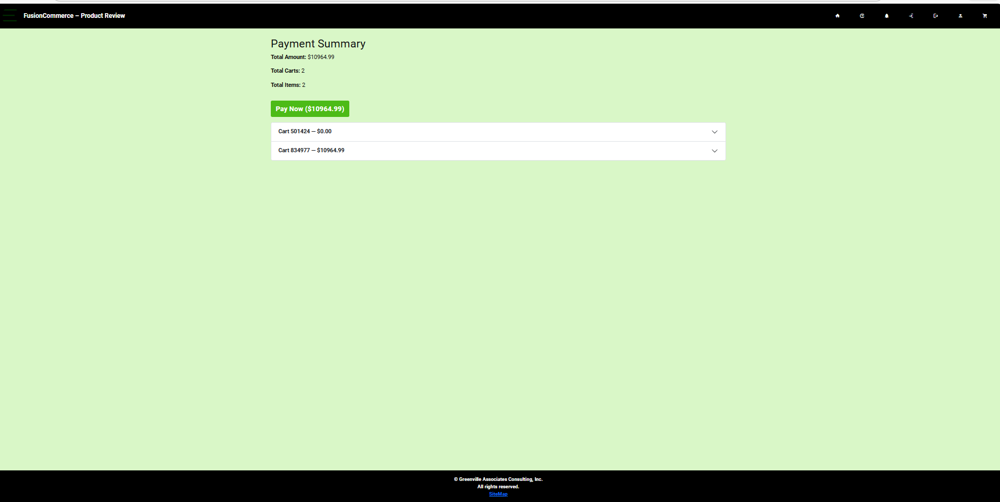 FusionCommerce – Product Review
Payment Summary
Total Amount: $10964.99
Total Carts: 2
Total Items: 2
Pay Now ($10964.99)
Cart 501424 — $0.00
Cart 834977 — $10964.99
© Greenville Associates Consulting, Inc.
All rights reserved.
SiteMap